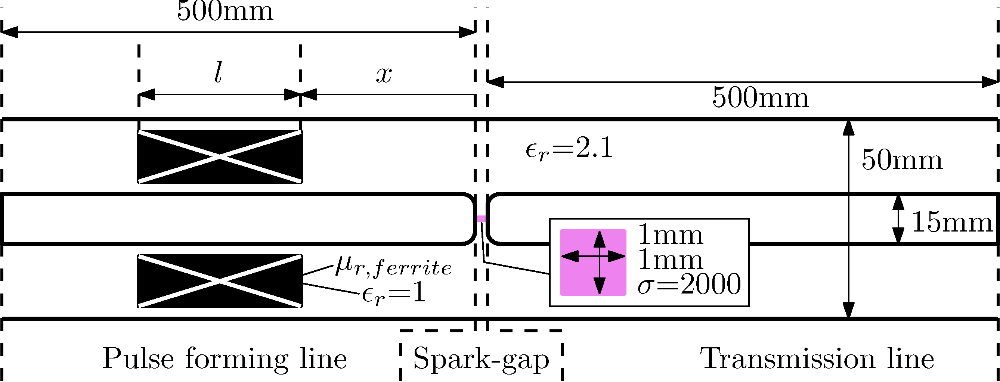 500mm
l
x
500mm
ϵr=2.1
50mm
15mm
1mm
1mm
σ=2000
μr,ferrite
ϵr=1
Pulse forming line
Spark-gap
Transmission line